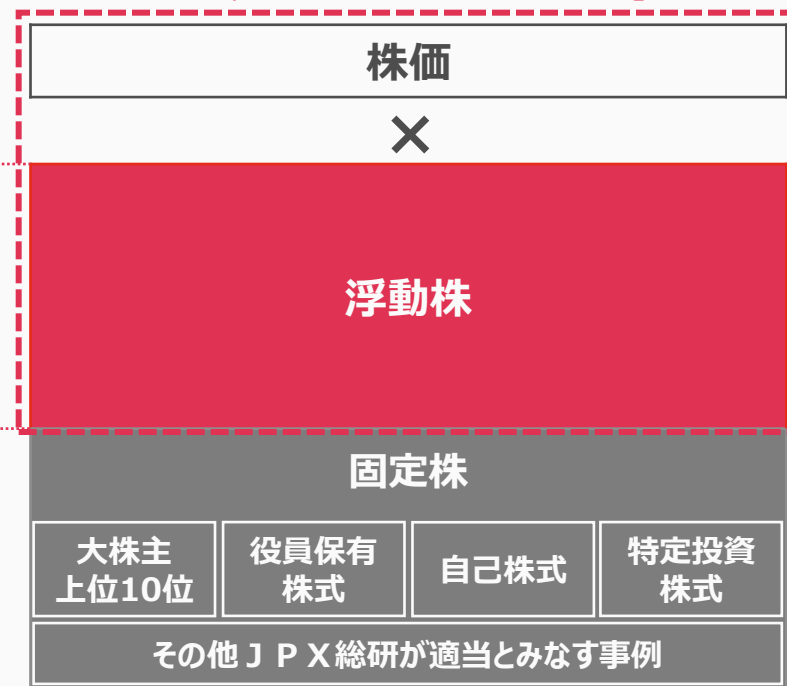 株価
×
浮動株
固定株
大株主
上位10位
役員保有
株式
自己株式
特定投資
株式
その他ＪＰＸ総研が適当とみなす事例